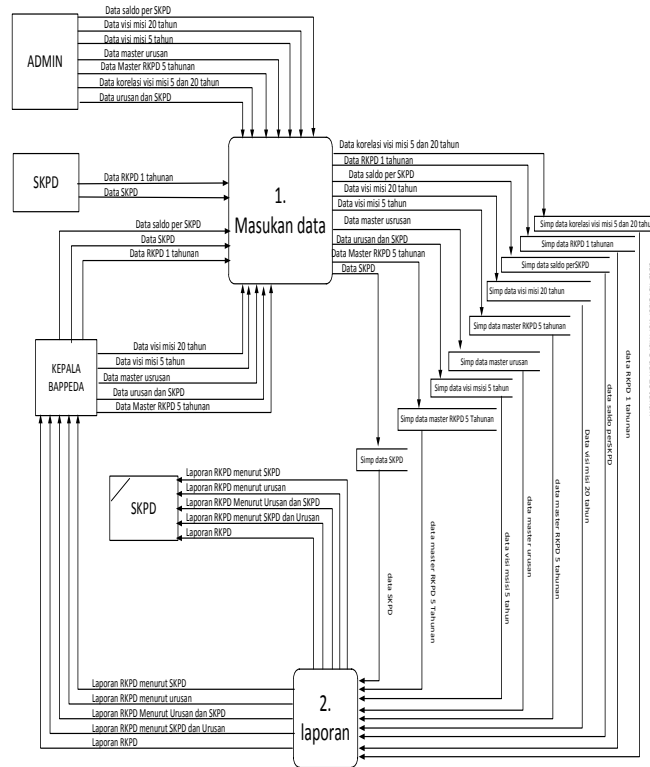 Data saldo per SKPD
Data visi misi 20 tahun
Data visi misi 5 tahun
Data master urusan
Data Master RKPD 5 tahunan
Data korelasi visi misi 5 dan 20 tahun
Data urusan dan SKPD
ADMIN
SKPD
Data RKPD 1 tahunan
Data SKPD
1.
Masukan data
Data korelasi visi misi 5 dan 20 tahun
Data RKPD 1 tahunan
Data saldo per SKPD
Data visi misi 20 tahun
Data visi misi 5 tahun
Data master usrusan
Data urusan dan SKPD
Data Master RKPD 5 tahunan
Data SKPD
Data saldo per SKPD
Data SKPD
Data RKPD 1 tahunan
Simp data korelasi visi misi 5 dan 20 tahu
Simp data RKPD 1 tahunan
Simp data saldo perSKPD
Simp data visi misi 20 tahun
Simp data master RKPD 5 tahunan
Simp data master urusan
Simp data visi msisi 5 tahun
Simp data master RKPD 5 Tahunan
Simp data SKPD
KEPALA
BAPPEDA
Data visi misi 20 tahun
Data visi misi 5 tahun
Data master usrusan
Data urusan dan SKPD
Data Master RKPD 5 tahunan
SKPD
Laporan RKPD menurut SKPD
Laporan RKPD menurut urusan
Laporan RKPD Menurut Urusan dan SKPD
Laporan RKPD menurut SKPD dan Urusan
Laporan RKPD
data SKPD
data master RKPD 5 Tahunan
data visi msisi 5 tahun
data master urusan
data master RKPD 5 tahunan
Data visi misi 20 tahun
data saldo perSKPD
data RKPD 1 tahunan
2.
laporan
Laporan RKPD menurut SKPD
Laporan RKPD menurut urusan
Laporan RKPD Menurut Urusan dan SKPD
Laporan RKPD menurut SKPD dan Urusan
Laporan RKPD